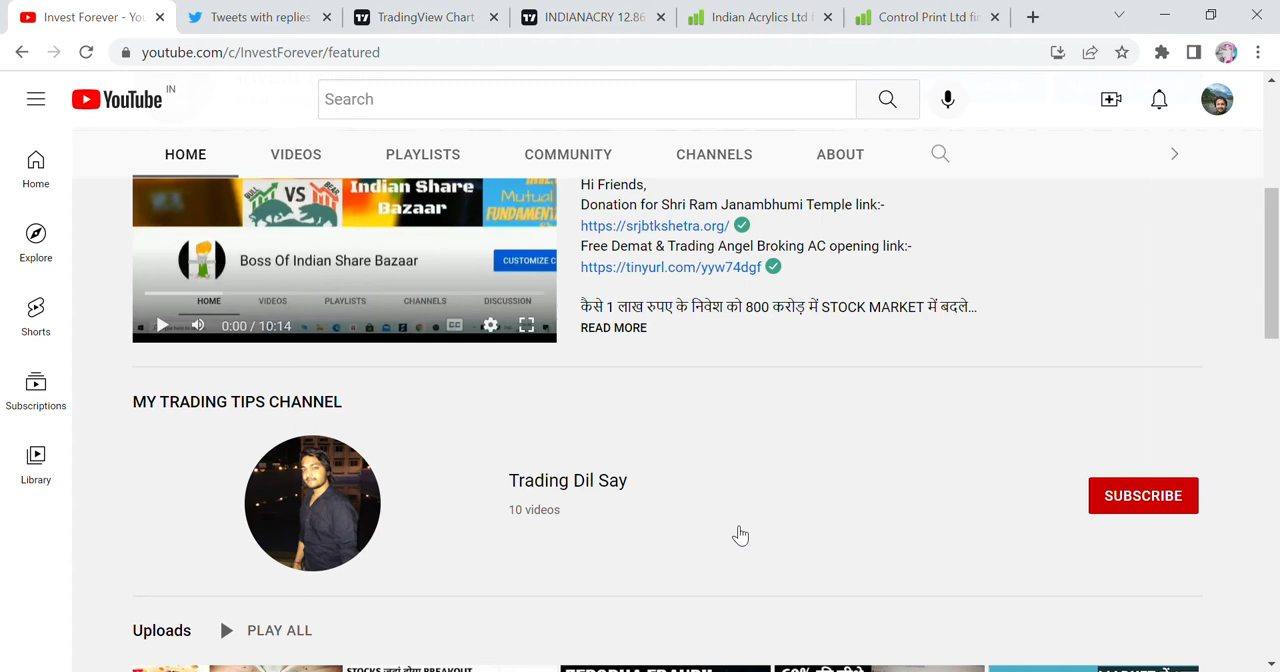 Invest Forever - You
Tweets with replies
TradingView Chart
INDIANACRY 12.86
Indian Acrylics Ltd f
Control Print Ltd fin
youtube.com/c/InvestForever/featured
YouTube IN
Search
HOME VIDEOS PLAYLISTS COMMUNITY CHANNELS ABOUT
Home
Explore
Shorts
Subscriptions
Library
VS
Indian Share
Bazaar
Mutual
FUNDAMENT
Boss Of Indian Share Bazaar
CUSTOMIZE C
HOME VIDEOS PLAYLISTS CHANNELS DISCUSSION
0:00 / 10:14
CC
Hi Friends,
Donation for Shri Ram Janambhumi Temple link:-
https://srjbtkshetra.org/
Free Demat & Trading Angel Broking AC opening link:-
https://tinyurl.com/yyw74dgf
कैसे 1 लाख रुपए के निवेश को 800 करोड़ में STOCK MARKET में बदले...
READ MORE
MY TRADING TIPS CHANNEL
Trading Dil Say
10 videos
SUBSCRIBE
Uploads PLAY ALL